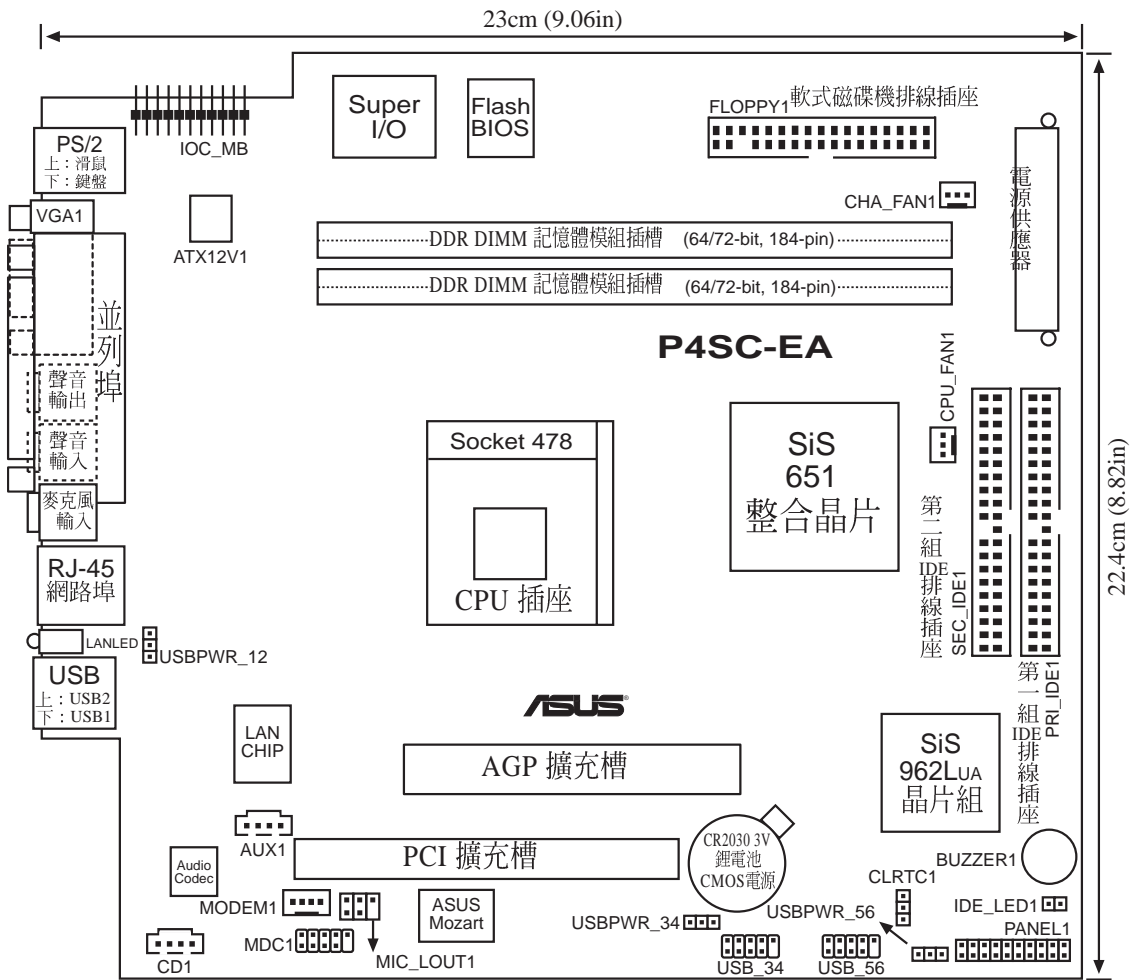 23cm (9.06in)
Super
I/O
Flash
BIOS
FLOPPY1
軟式磁碟機排線插座
IOC_MB
PS/2
上：滑鼠
下：鍵盤
電源供應器
CHA_FAN1
VGA1
ATX12V1
DDR DIMM 記憶體模組插槽 (64/72-bit, 184-pin)
DDR DIMM 記憶體模組插槽 (64/72-bit, 184-pin)
並列埠
P4SC-EA
CPU_FAN1
聲音
輸出
聲音
輸入
麥克風
輸入
Socket 478
CPU 插座
SiS
651
整合晶片
第二組IDE排線插座
SEC_IDE1
22.4cm (8.82in)
RJ-45
網路埠
LANLED
USBPWR_12
USB
上：USB2
下：USB1
第一組IDE排線插座
PRI_IDE1
ASUS®
LAN
CHIP
AGP 擴充槽
SiS
962LUA
晶片組
AUX1
PCI 擴充槽
CR2030 3V
鋰電池
CMOS電源
BUZZER1
Audio
Codec
CLRTC1
MODEM1
ASUS
Mozart
USBPWR_34
USBPWR_56
IDE_LED1
PANEL1
MDC1
CD1
MIC_LOUT1
USB_34
USB_56